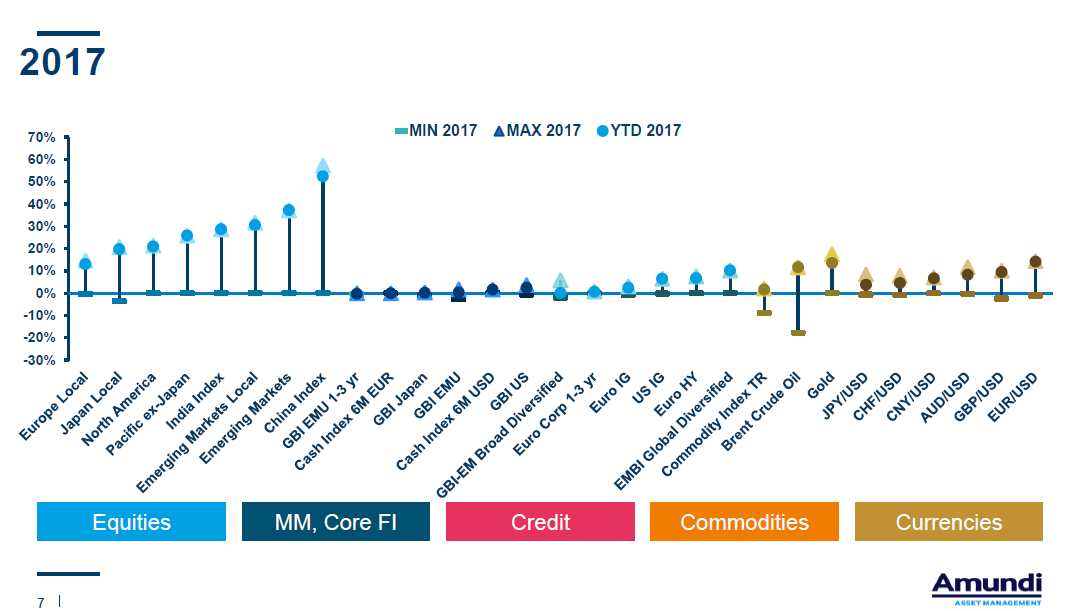 2017
MIN 2017 MAX 2017 YTD 2017
70%
60%
50%
40%
30%
20%
10%
0%
-10%
-20%
-30%
Europe Local
Japan Local
North America
Pacific ex-Japan
India Index
Emerging Markets Local
Emerging Markets
China Index
GBI EMU 1-3 yr
Cash Index 6M EUR
GBI Japan
GBI EMU
Cash Index 6M USD
GBI US
GBI-EM Broad Diversified
Euro Corp 1-3 yr
Euro IG
US IG
Euro HY
EMBI Global Diversified
Commodity Index TR
Brent Crude Oil
Gold
JPY/USD
CHF/USD
CNY/USD
AUD/USD
GBP/USD
EUR/USD
Equities MM, Core FI Credit Commodities Currencies
7
Amundi
ASSET MANAGEMENT